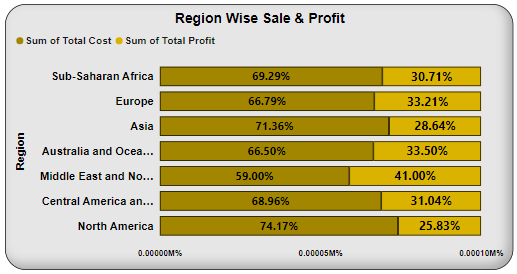 Region Wise Sale & Profit
Sum of Total Cost Sum of Total Profit
Region
Sub-Saharan Africa 69.29% 30.71%
Europe 66.79% 33.21%
Asia 71.36% 28.64%
Australia and Ocea... 66.50% 33.50%
Middle East and No... 59.00% 41.00%
Central America an... 68.96% 31.04%
North America 74.17% 25.83%
0.00000M% 0.00005M% 0.00010M%